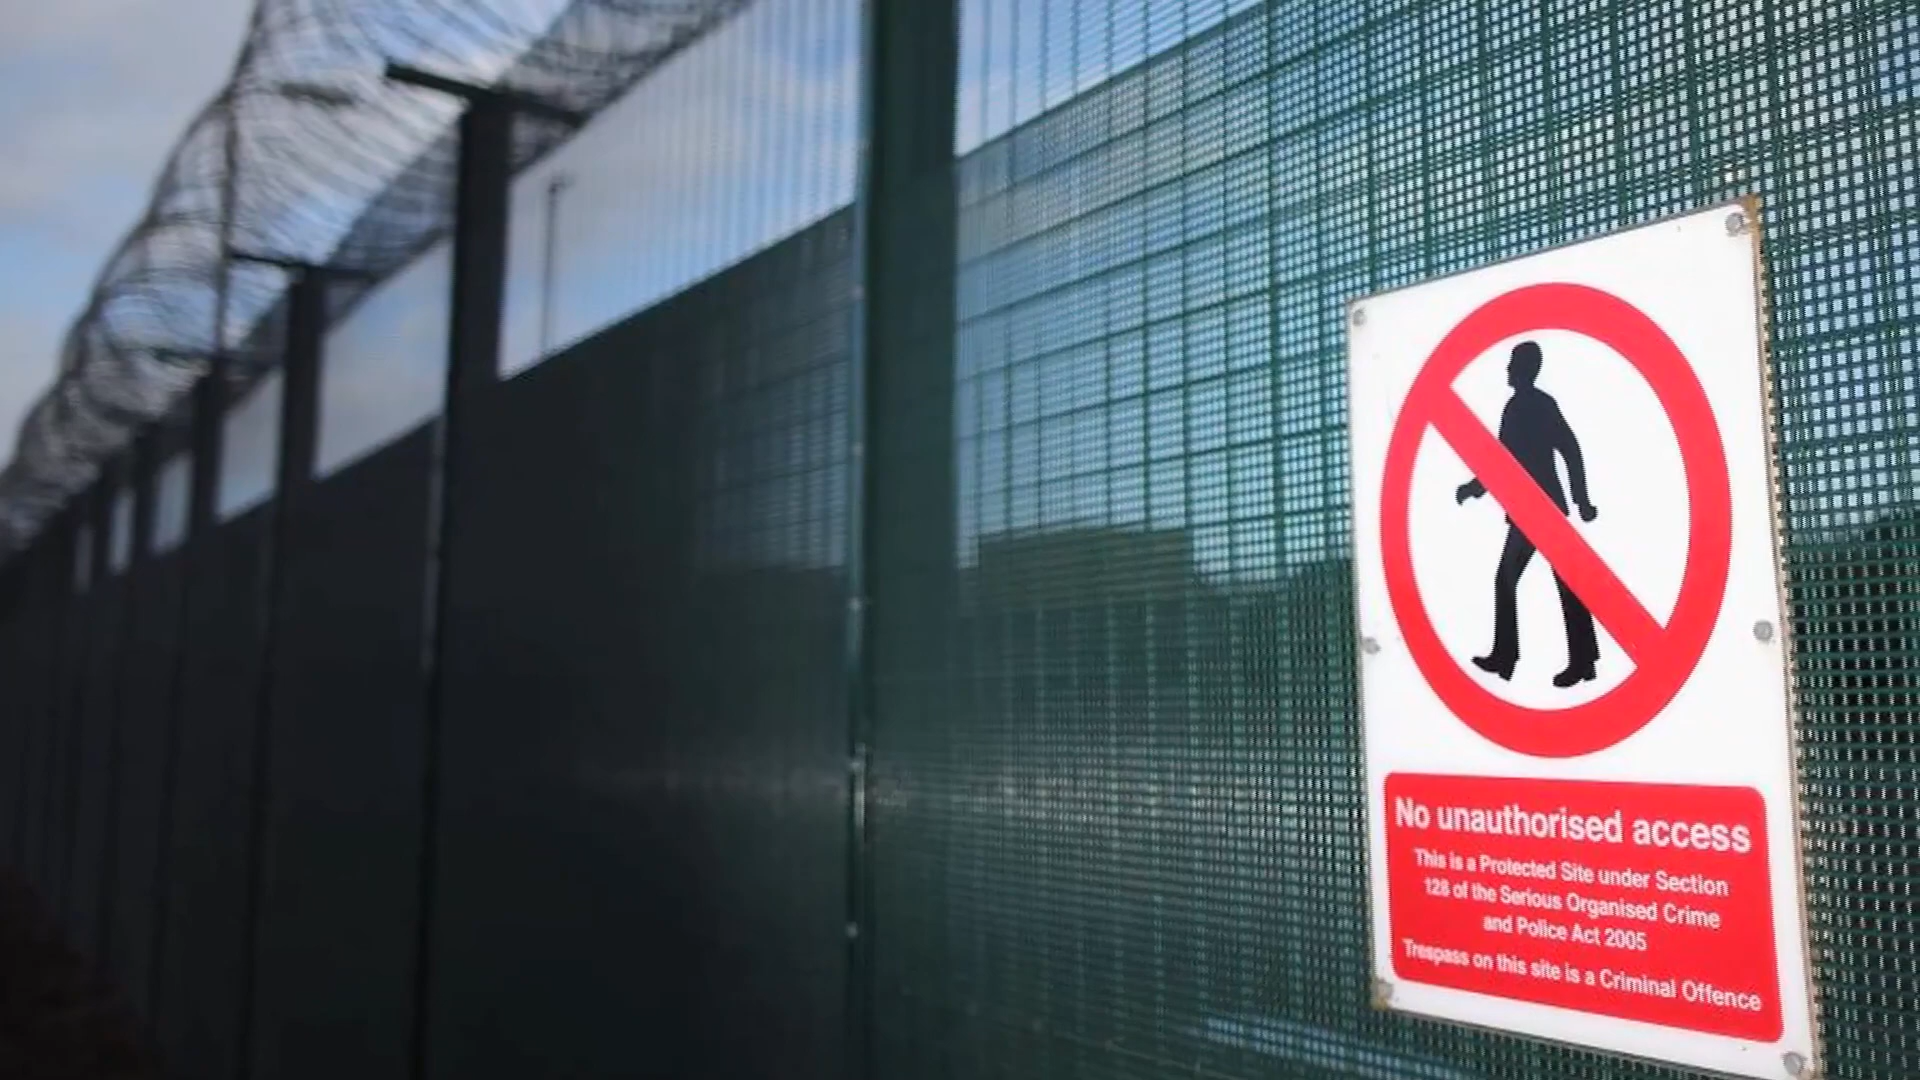 No unauthorised access
This is a Protected Site under Section
128 of the Serious Organised Crime
and Police Act 2005
Trespass on this site is a Criminal Offence